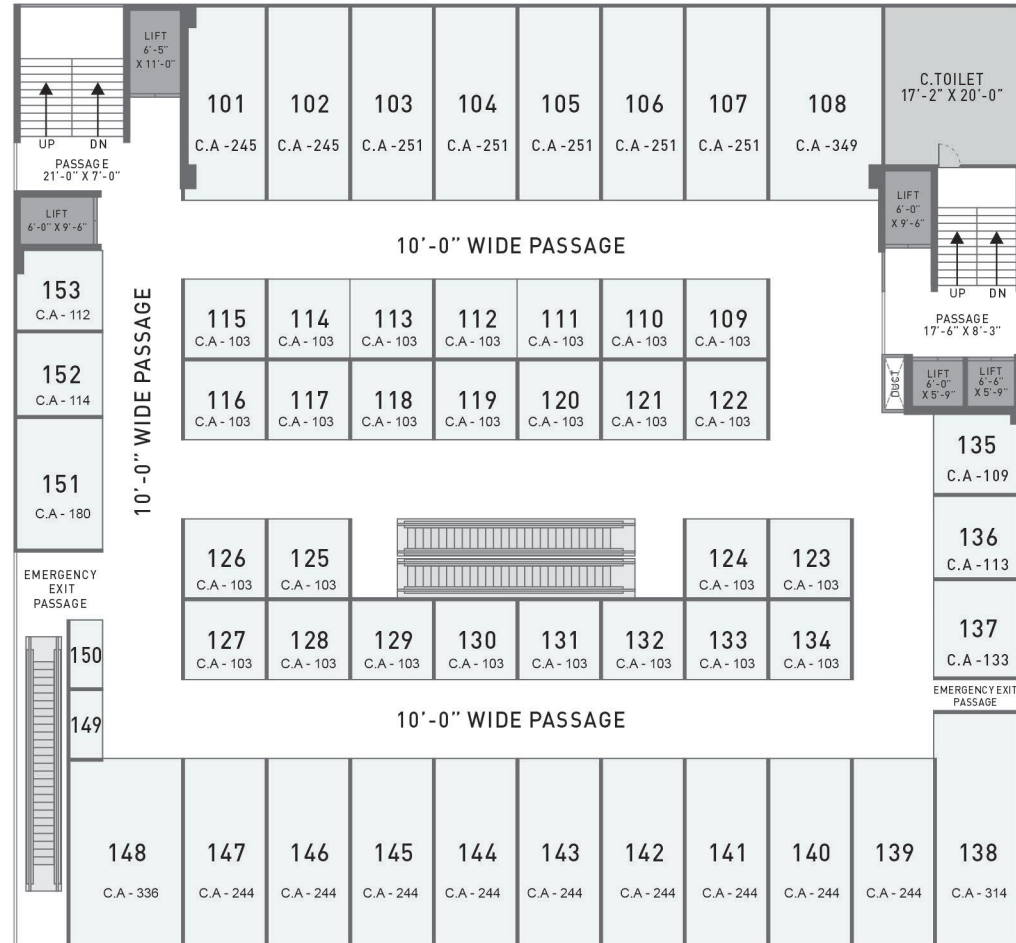 LIFT
6'-5"
X 11'-0"
UP
DN
PASSAGE
21'-0" X 7'-0"
LIFT
6'-0" X 9'-6"
101
C.A -245
102
C.A -245
103
C.A -251
104
C.A -251
105
C.A -251
106
C.A -251
107
C.A -251
108
C.A -349
C.TOILET
17'-2" X 20'-0"
LIFT
6'-0"
X 9'-6"
UP
DN
PASSAGE
17'-6" X 8'-3"
DUCT
LIFT
6'-0"
X 5'-9"
LIFT
6'-6"
X 5'-9"
10'-0" WIDE PASSAGE
10'-0" WIDE PASSAGE
153
C.A - 112
152
C.A - 114
151
C.A - 180
115
C.A - 103
114
C.A - 103
113
C.A - 103
112
C.A - 103
111
C.A - 103
110
C.A - 103
109
C.A - 103
116
C.A - 103
117
C.A - 103
118
C.A - 103
119
C.A - 103
120
C.A - 103
121
C.A - 103
122
C.A - 103
135
C.A -109
136
C.A -113
137
C.A -133
EMERGENCY EXIT
PASSAGE
126
C.A - 103
125
C.A - 103
124
C.A - 103
123
C.A - 103
127
C.A - 103
128
C.A - 103
129
C.A - 103
130
C.A - 103
131
C.A - 103
132
C.A - 103
133
C.A - 103
134
C.A - 103
EMERGENCY
EXIT
PASSAGE
150
149
10'-0" WIDE PASSAGE
148
C.A - 336
147
C.A - 244
146
C.A - 244
145
C.A - 244
144
C.A - 244
143
C.A - 244
142
C.A - 244
141
C.A - 244
140
C.A - 244
139
C.A - 244
138
C.A - 314